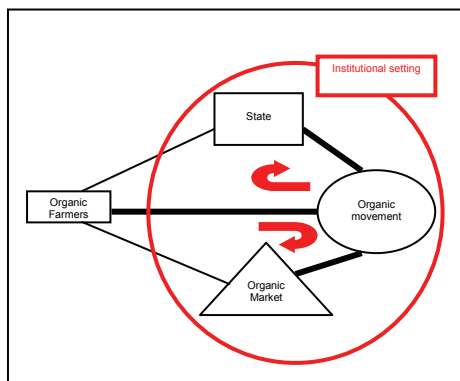 Institutional setting
State
Organic
Farmers
Organic
movement
Organic
Market